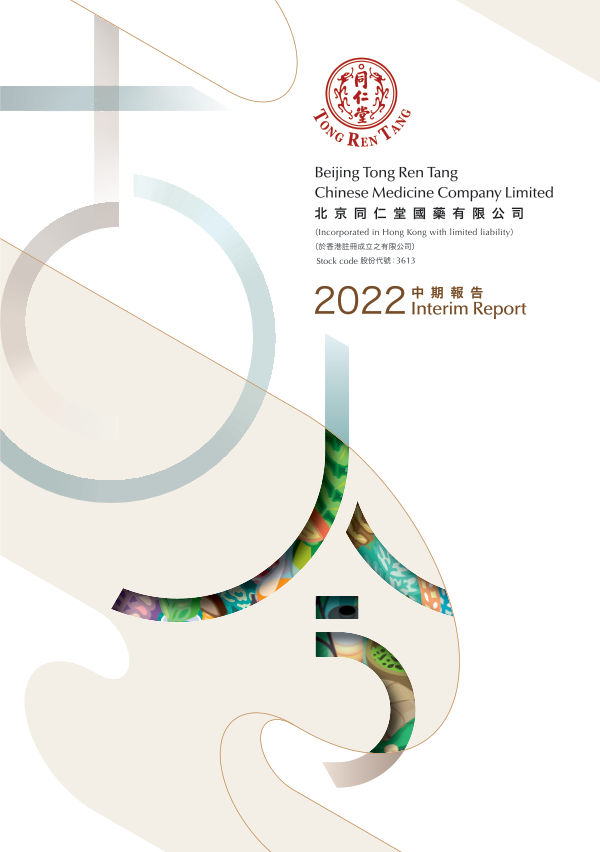 同
仁
堂
TONG REN TANG
Beijing Tong Ren Tang
Chinese Medicine Company Limited
北京同仁堂國藥有限公司
(Incorporated in Hong Kong with limited liability)
(於香港註冊成立之有限公司)
Stock code 股份代號：3613
2022 中期報告
Interim Report